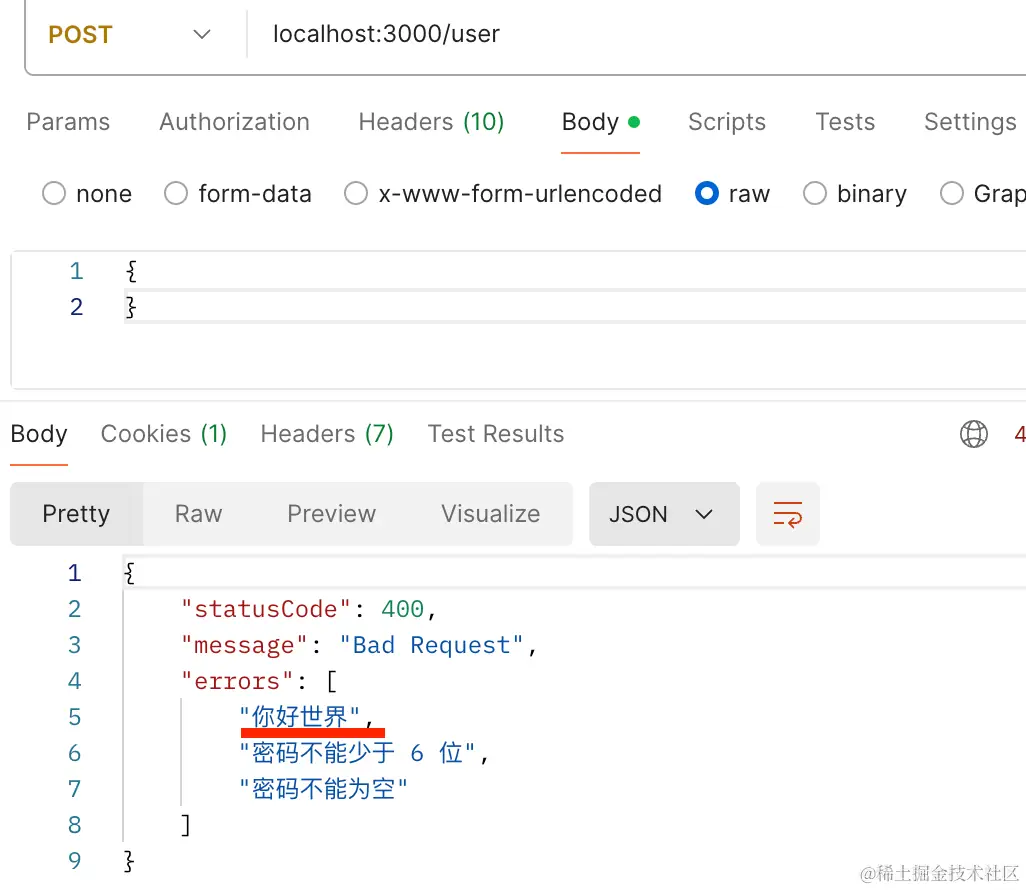 POST localhost:3000/user
Params Authorization Headers (10) Body Scripts Tests Settings
none form-data x-www-form-urlencoded raw binary Grap
1 {
2 }
Body Cookies (1) Headers (7) Test Results 4
Pretty Raw Preview Visualize JSON
1 {
2 "statusCode": 400,
3 "message": "Bad Request",
4 "errors": [
5 "你好世界",
6 "密码不能少于 6 位",
7 "密码不能为空"
8 ]
9 }
@稀土掘金技术社区